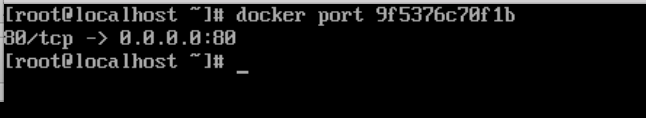 [root@localhost ~]# docker port 9f5376c70f1b
80/tcp -> 0.0.0.0:80
[root@localhost ~]# _